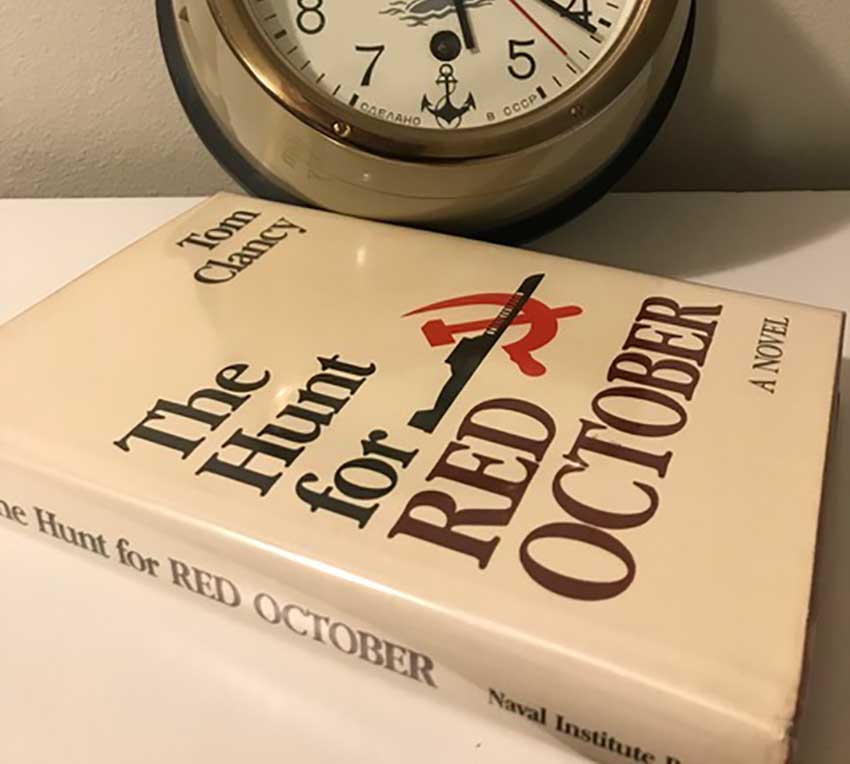 8
7
5
4
СДЕЛАНО В СССР
Tom
Clancy
The
Hunt
for
RED
OCTOBER
A NOVEL
Hunt for RED OCTOBER
Naval Institute